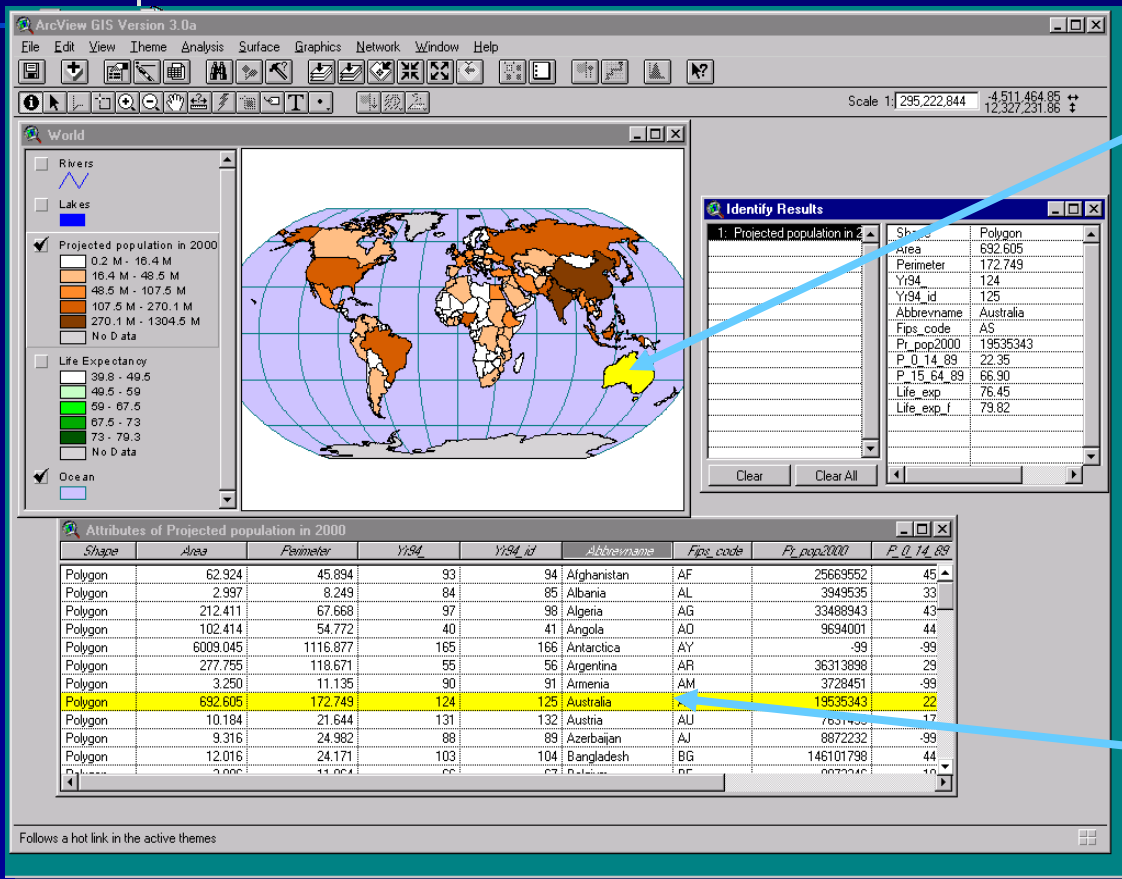 ArcView GIS Version 3.0a
File Edit View Theme Analysis Surface Graphics Network Window Help
Scale 1: 295,222,844 -4,511,464.85
12,327,231.86
World
Rivers
Lakes
Projected population in 2000
0.2 M - 16.4 M
16.4 M - 48.5 M
48.5 M - 107.5 M
107.5 M - 270.1 M
270.1 M - 1304.5 M
No Data
Life Expectancy
39.8 - 49.5
49.5 - 59
59 - 67.5
67.5 - 73
73 - 79.3
No Data
Ocean
Identify Results
1: Projected population in 2
Shape Polygon
Area 692.605
Perimeter 172.749
Yr94_ 124
Yr94_id 125
Abbrevname Australia
Fips_code AS
Pr_pop2000 19535343
P_0_14_89 22.35
P_15_64_89 66.90
Life_exp 76.45
Life_exp_f 79.82
Clear Clear All
Attributes of Projected population in 2000
Shape Area Perimeter Yr94_ Yr94_id Abbrevname Fips_code Pr_pop2000 P_0_14_89
Polygon 62.924 45.894 93 94 Afghanistan AF 25669552 45
Polygon 2.997 8.249 84 85 Albania AL 3949535 33
Polygon 212.411 67.668 97 98 Algeria AG 33488943 43
Polygon 102.414 54.772 40 41 Angola AO 9694001 44
Polygon 6009.045 1116.877 165 166 Antarctica AY -99 -99
Polygon 277.755 118.671 55 56 Argentina AR 36313898 29
Polygon 3.250 11.135 90 91 Armenia AM 3728451 -99
Polygon 692.605 172.749 124 125 Australia 19535343 22
Polygon 10.184 21.644 131 132 Austria AU 17
Polygon 9.316 24.982 88 89 Azerbaijan AJ 8872232 -99
Polygon 12.016 24.171 103 104 Bangladesh BG 146101798 44
Follows a hot link in the active themes